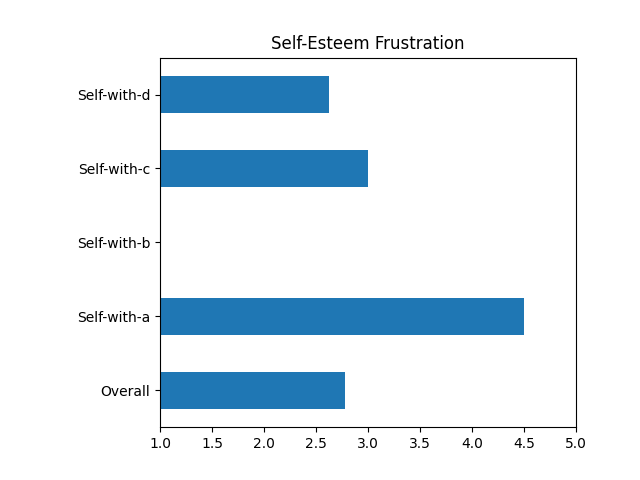 Self-Esteem Frustration
Self-with-d
Self-with-c
Self-with-b
Self-with-a
Overall
1.0 1.5 2.0 2.5 3.0 3.5 4.0 4.5 5.0